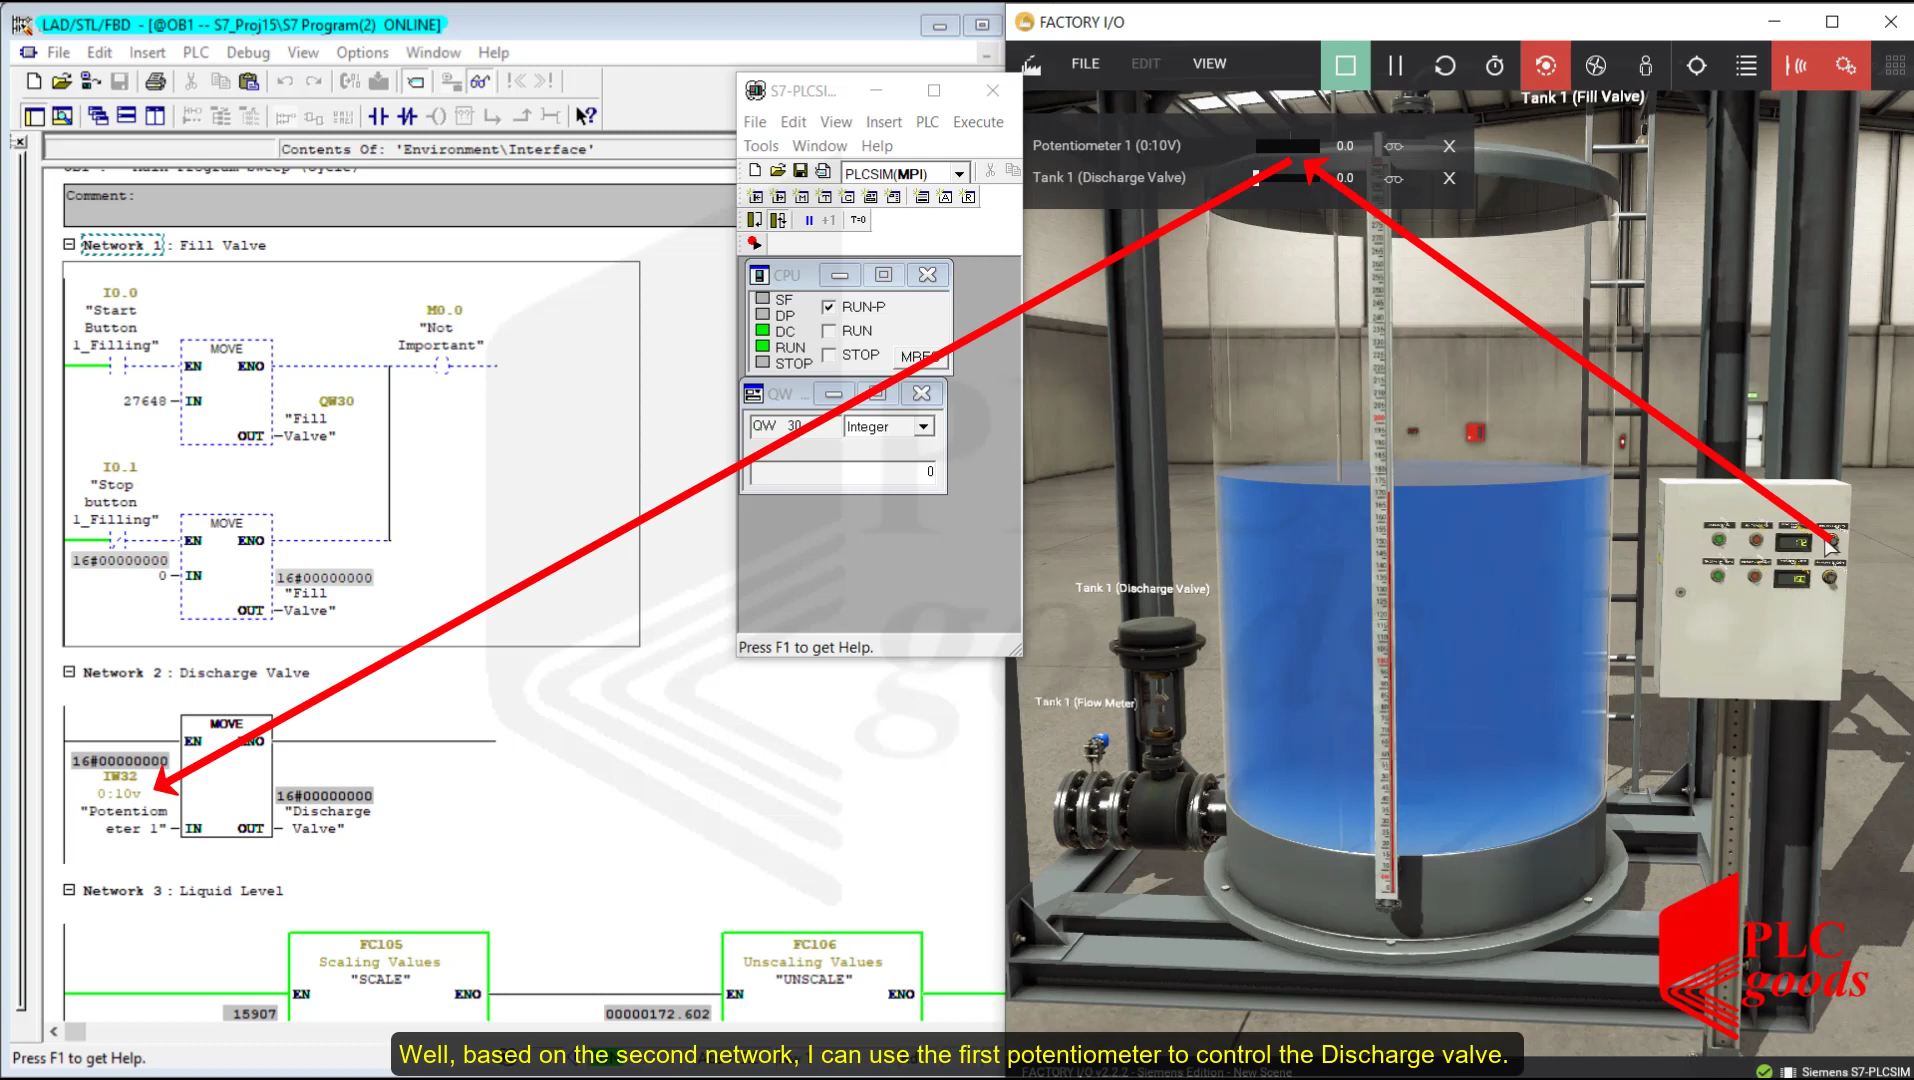 LAD/STL/FBD - [@OB1 -- S7_Proj15\S7 Program(2) ONLINE]
File Edit Insert PLC Debug View Options Window Help
Contents Of: 'Environment\Interface'
Comment:
Network 1 : Fill Valve
I0.0
"Start
Button
1_Filling"
MOVE
EN ENO
27648 IN
QW30
"Fill
OUT Valve"
M0.0
"Not
Important"
I0.1
"Stop
button
1_Filling"
MOVE
EN ENO
16#00000000
0 IN
16#00000000
"Fill
OUT Valve"
Network 2 : Discharge Valve
MOVE
EN ENO
16#00000000
IW32
0:10v
"Potentiom
eter 1" IN
16#00000000
"Discharge
OUT Valve"
Network 3 : Liquid Level
FC105
Scaling Values
"SCALE"
EN ENO
15907
FC106
Unscaling Values
"UNSCALE"
EN ENO
00000172.602
Press F1 to get Help.
S7-PLCSI...
File Edit View Insert PLC Execute
Tools Window Help
PLCSIM(MPI)
+1 T=0
CPU
SF
DP
DC
RUN
STOP
RUN-P
RUN
STOP
MRES
QW ...
QW 30 Integer
0
Press F1 to get Help.
FACTORY I/O
FILE EDIT VIEW
Tank 1 (Fill Valve)
Potentiometer 1 (0:10V) 0.0 X
Tank 1 (Discharge Valve) 0.0 X
Tank 1 (Discharge Valve)
Tank 1 (Flow Meter)
PLC
goods
PLC
goods
Well, based on the second network, I can use the first potentiometer to control the Discharge valve.
FACTORY I/O v2.2.2 - Siemens Edition - New Scene
Siemens S7-PLCSIM